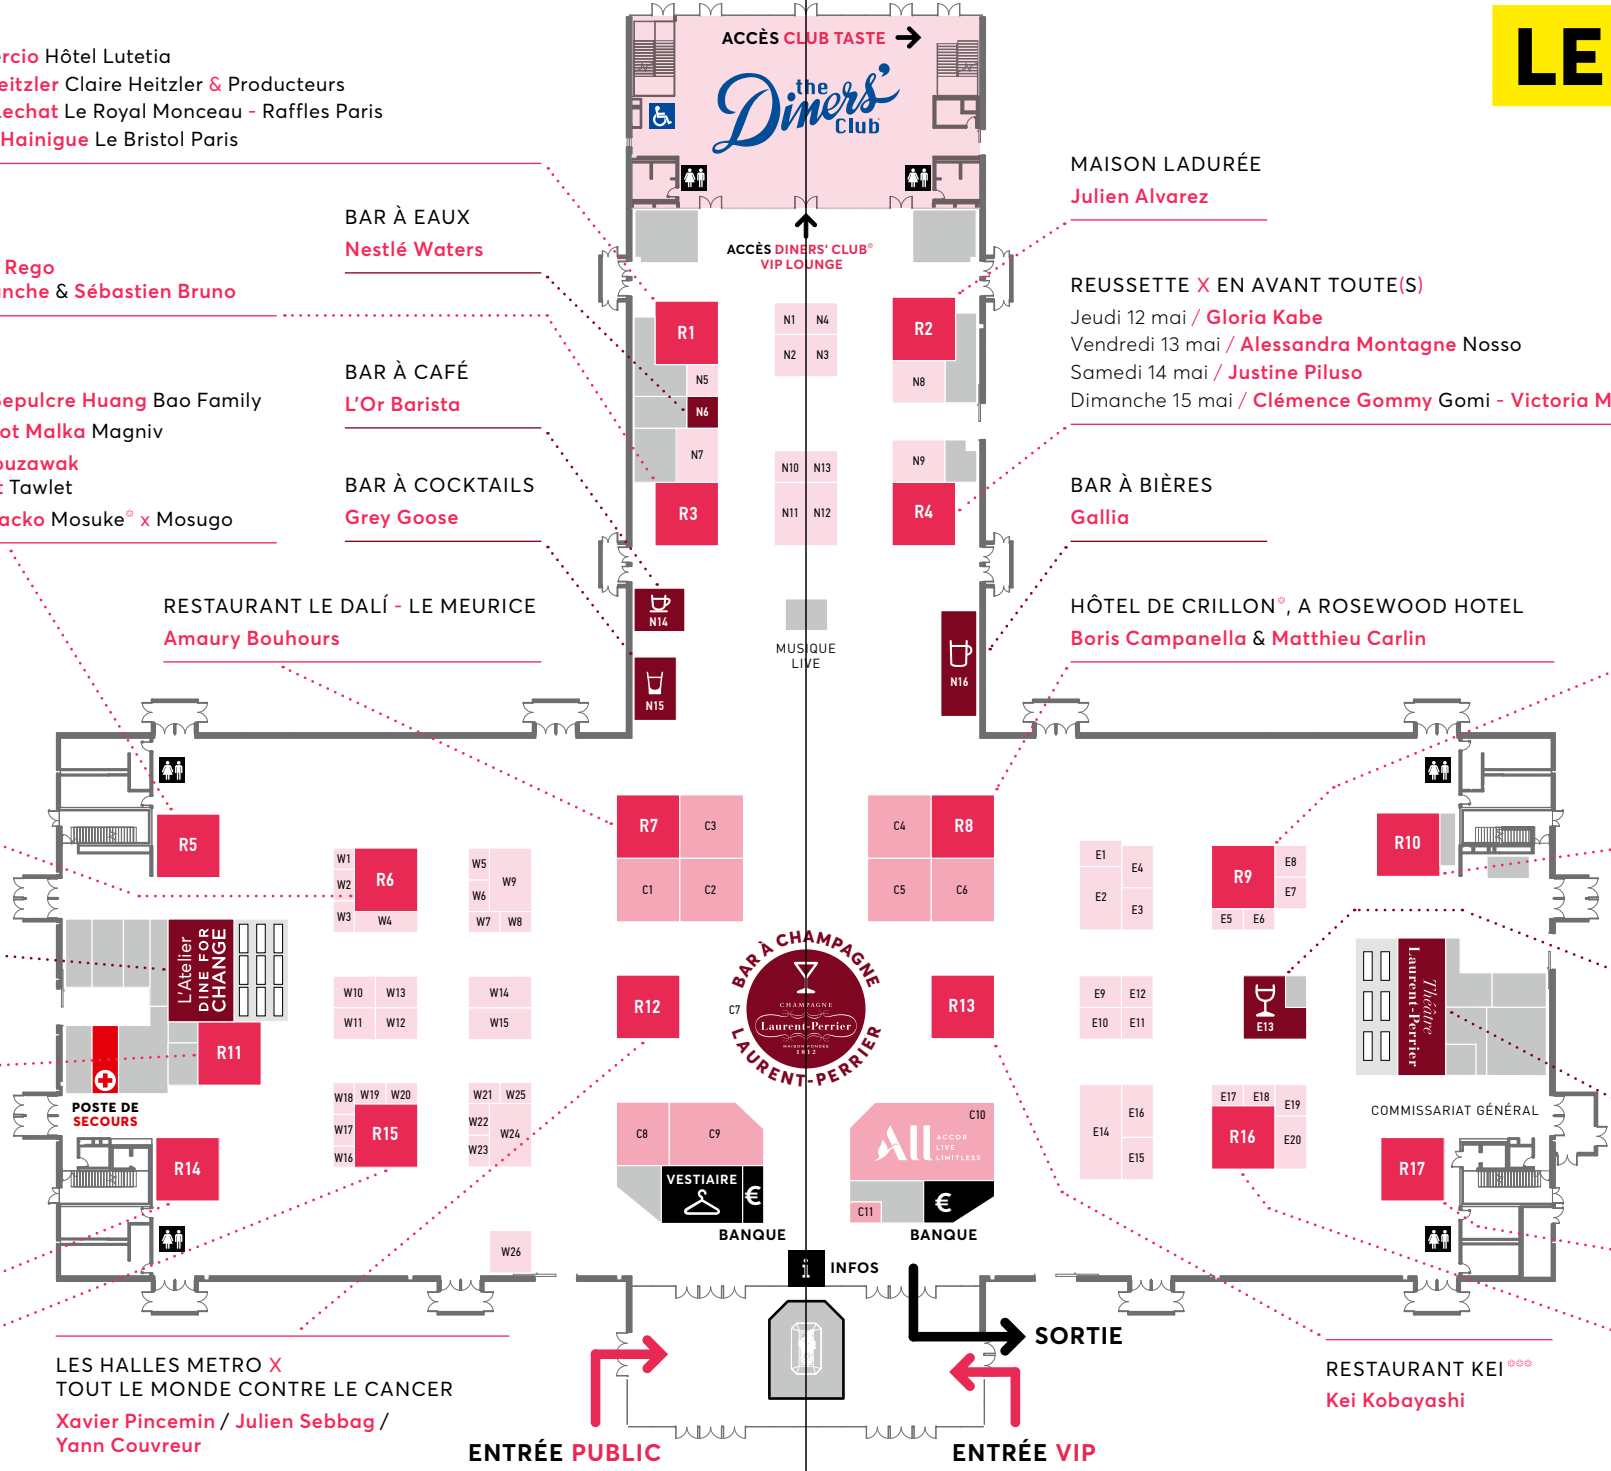 LE
rcio Hôtel Lutetia
eitzler Claire Heitzler & Producteurs
Lechat Le Royal Monceau - Raffles Paris
Hainigue Le Bristol Paris
ACCÈS CLUB TASTE
the
Diners'
Club
MAISON LADURÉE
Julien Alvarez
BAR À EAUX
Nestlé Waters
ACCÈS DINERS' CLUB®
VIP LOUNGE
Rego
nche & Sébastien Bruno
REUSSETTE X EN AVANT TOUTE(S)
Jeudi 12 mai / Gloria Kabe
Vendredi 13 mai / Alessandra Montagne Nosso
Samedi 14 mai / Justine Piluso
Dimanche 15 mai / Clémence Gommy Gomi - Victoria M
R1
N1 N4
N2 N3
R2
N5
N6
N7
N8
BAR À CAFÉ
L'Or Barista
Sepulcre Huang Bao Family
ot Malka Magniv
ouzawak
Tawlet
acko Mosuke x Mosugo
BAR À COCKTAILS
Grey Goose
N10 N13
N11 N12
N9
R3
R4
BAR À BIÈRES
Gallia
RESTAURANT LE DALÍ - LE MEURICE
Amaury Bouhours
N14
N15
MUSIQUE
LIVE
N16
HÔTEL DE CRILLON, A ROSEWOOD HOTEL
Boris Campanella & Matthieu Carlin
R5
W1
W2
W3
R6
W4
W5
W6
W9
W7 W8
R7 C3
C1 C2
C4 R8
C5 C6
E1
E4
E2
E3
R9
E8
E7
E5 E6
R10
L'Atelier
DINE FOR
CHANGE
W10 W13
W11 W12
W14
W15
R12
C7
BAR À CHAMPAGNE
CHAMPAGNE
Laurent-Perrier
MAISON FONDÉE
1812
LAURENT-PERRIER
R13
E9 E12
E10 E11
E13
Théâtre
Laurent-Perrier
R11
POSTE DE
SECOURS
W18 W19 W20
W17
W16
R15
W21 W25
W22
W24
W23
C8 C9
C10
ALL
ACCOR
LIVE
LIMITLESS
E16
E14
E15
E17 E18 E19
R16
E20
COMMISSARIAT GÉNÉRAL
R14
R17
VESTIAIRE
€
C11
€
BANQUE
BANQUE
W26
i INFOS
SORTIE
LES HALLES METRO X
TOUT LE MONDE CONTRE LE CANCER
Xavier Pincemin / Julien Sebbag /
Yann Couvreur
RESTAURANT KEI
Kei Kobayashi
ENTRÉE PUBLIC
ENTRÉE VIP